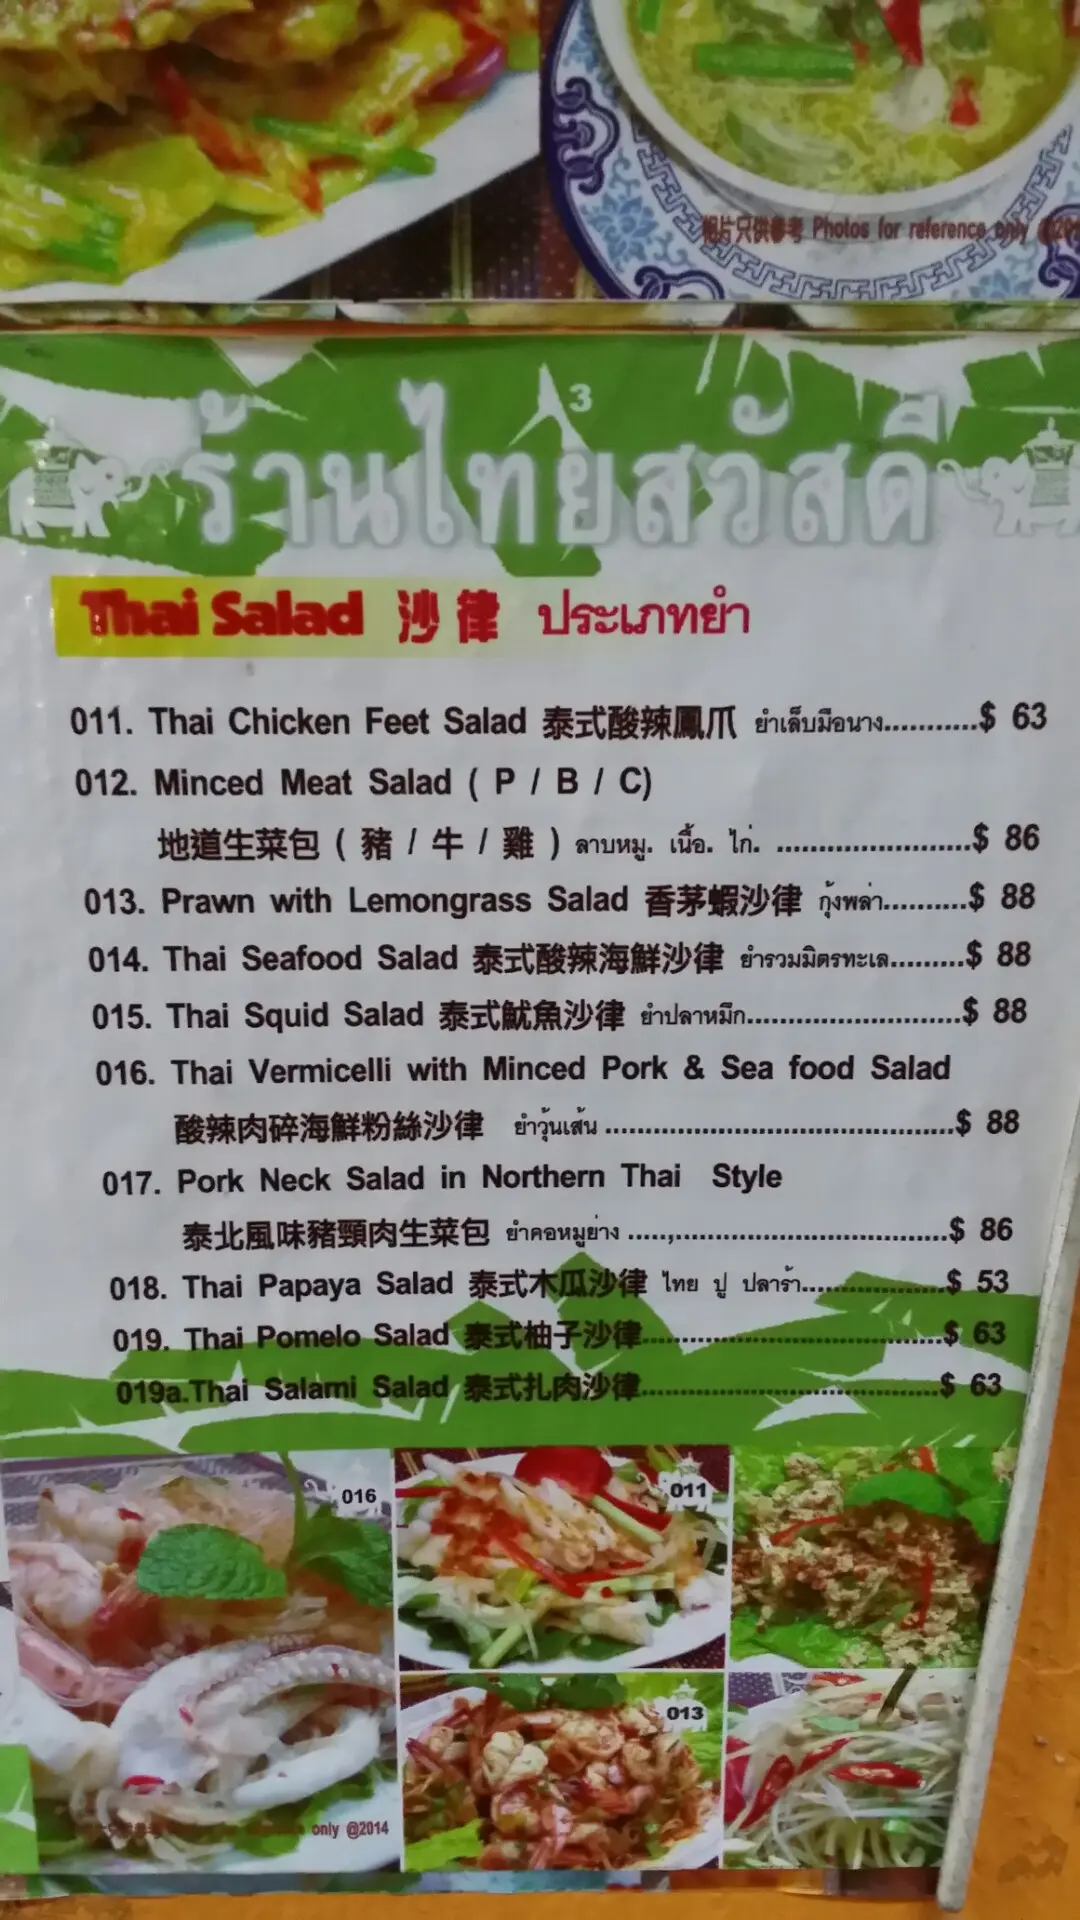 相片只供參考 Photos for reference only
3
ร้านไทยสวัสดี
Thai Salad 沙律 ประเภทยำ
011. Thai Chicken Feet Salad 泰式酸辣鳳爪 ยำเล็บมือนาง...........$ 63
012. Minced Meat Salad ( P / B / C)
地道生菜包 ( 豬 / 牛 / 雞 ) ลาบหมู. เนื้อ. ไก่. .......................$ 86
013. Prawn with Lemongrass Salad 香茅蝦沙律 กุ้งพล่า..........$ 88
014. Thai Seafood Salad 泰式酸辣海鮮沙律 ยำรวมมิตรทะเล.........$ 88
015. Thai Squid Salad 泰式魷魚沙律 ยำปลาหมึก..........................$ 88
016. Thai Vermicelli with Minced Pork & Sea food Salad
酸辣肉碎海鮮粉絲沙律 ยำวุ้นเส้น ..........................................$ 88
017. Pork Neck Salad in Northern Thai Style
泰北風味豬頸肉生菜包 ยำคอหมูย่าง .....,.................................$ 86
018. Thai Papaya Salad 泰式木瓜沙律 ไทย ปู ปลาร้า.................$ 53
019. Thai Pomelo Salad 泰式柚子沙律....................................$ 63
019a.Thai Salami Salad 泰式扎肉沙律....................................$ 63
016
011
013
only @2014